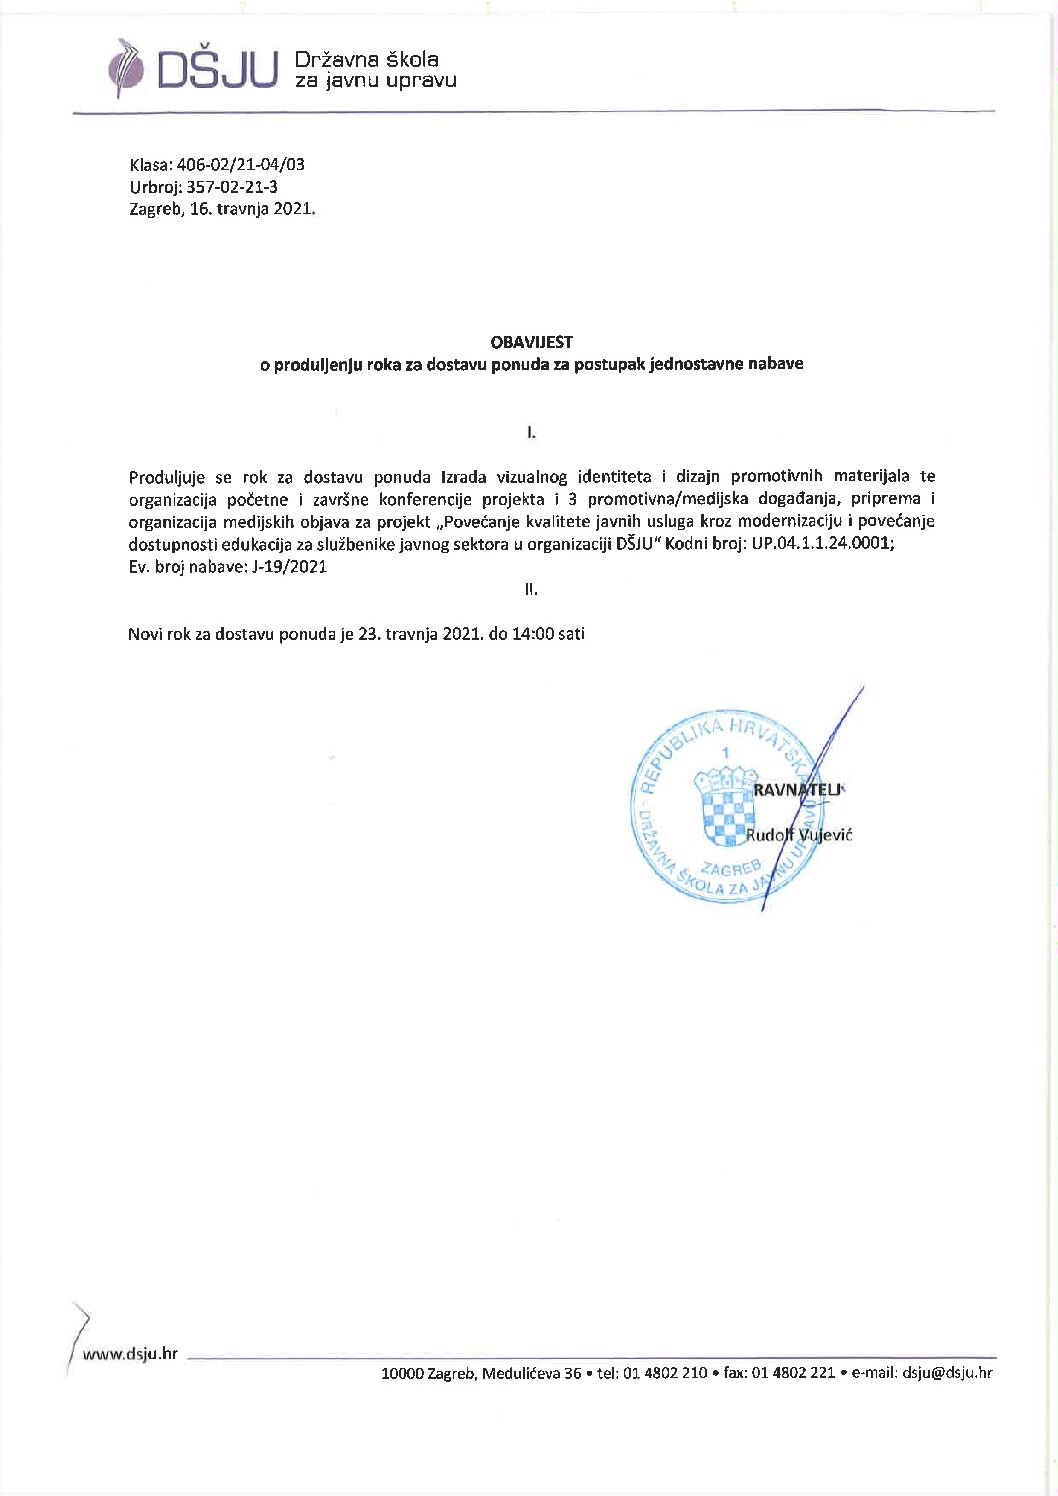 DŠJU Državna škola
za javnu upravu
Klasa: 406-02/21-04/03
Urbroj: 357-02-21-3
Zagreb, 16. travnja 2021.
OBAVIJEST
o produljenju roka za dostavu ponuda za postupak jednostavne nabave
I.
Produljuje se rok za dostavu ponuda Izrada vizualnog identiteta i dizajn promotivnih materijala te
organizacija početne i završne konferencije projekta i 3 promotivna/medijska događanja, priprema i
organizacija medijskih objava za projekt „Povećanje kvalitete javnih usluga kroz modernizaciju i povećanje
dostupnosti edukacija za službenike javnog sektora u organizaciji DŠJU“ Kodni broj: UP.04.1.1.24.0001;
Ev. broj nabave: J-19/2021
II.
Novi rok za dostavu ponuda je 23. travnja 2021. do 14:00 sati
REPUBLIKA HRVATSKA
1
DRŽAVNA ŠKOLA ZA JAVNU UPRAVU
ZAGREB
RAVNATELJ
Rudolf Vujević
www.dsju.hr
10000 Zagreb, Medulićeva 36 • tel: 01 4802 210 • fax: 01 4802 221 • e-mail: dsju@dsju.hr